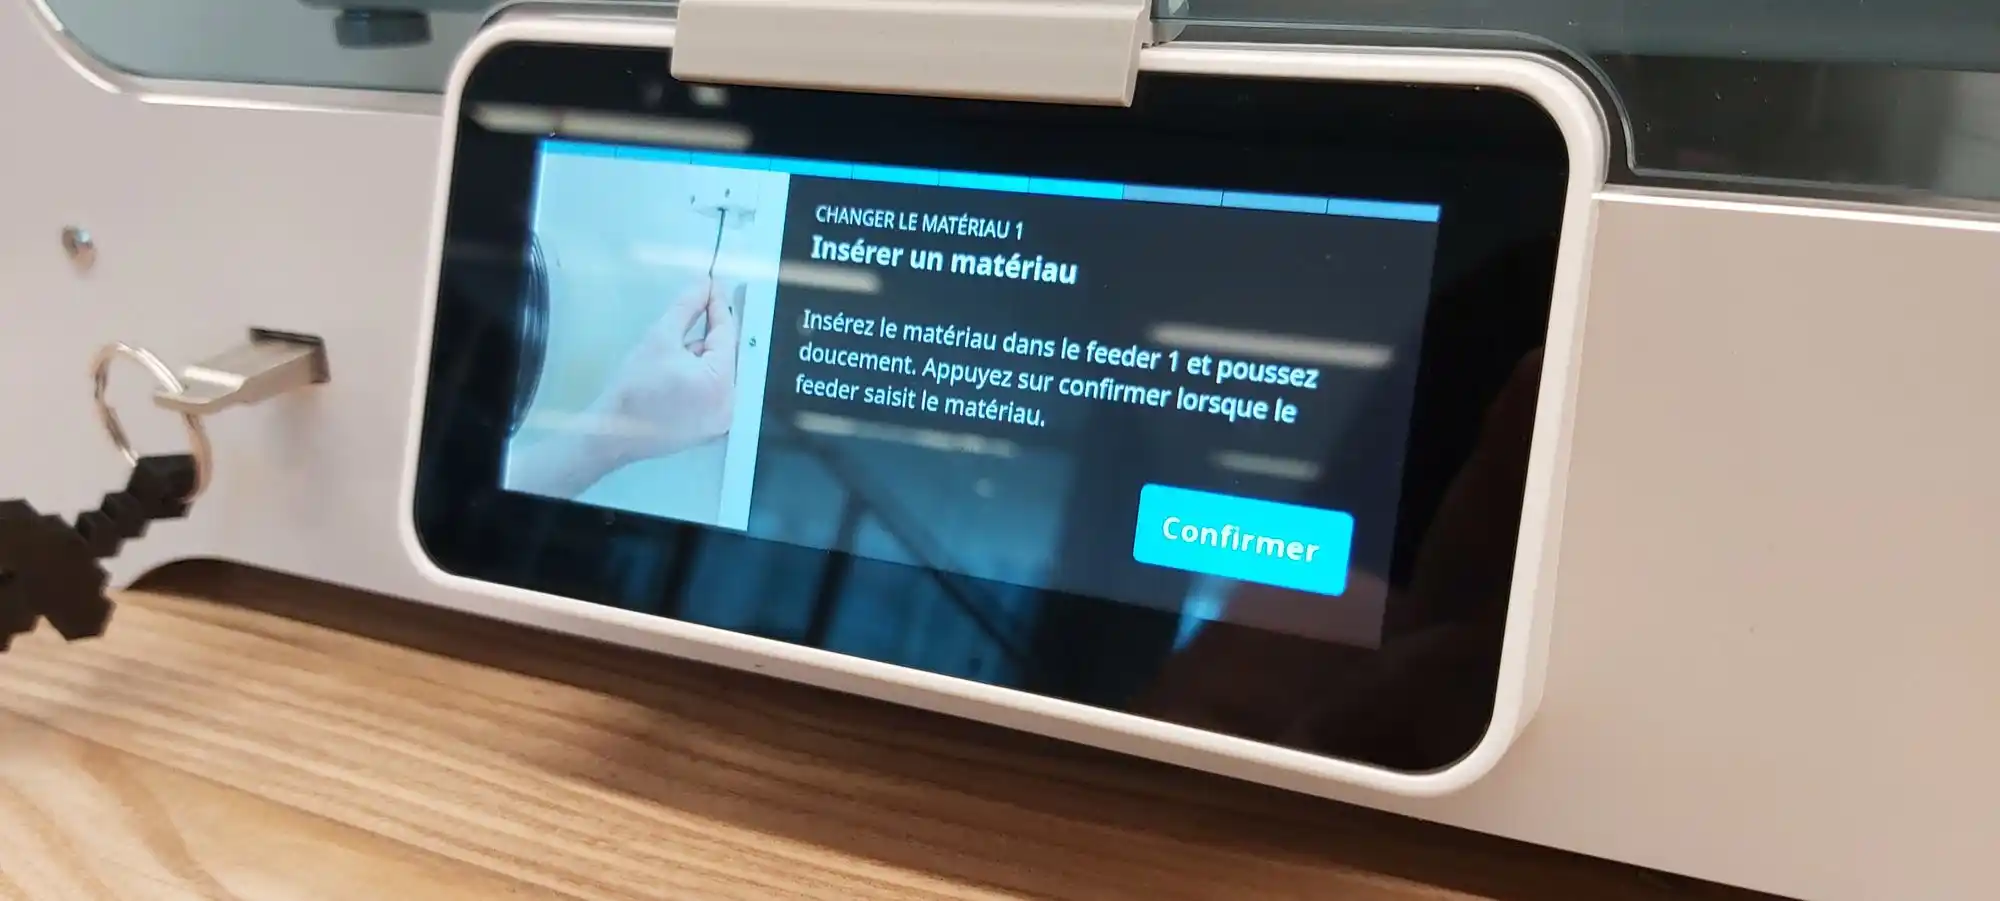 CHANGER LE MATÉRIAU 1
Insérer un matériau
Insérez le matériau dans le feeder 1 et poussez
doucement. Appuyez sur confirmer lorsque le
feeder saisit le matériau.
Confirmer